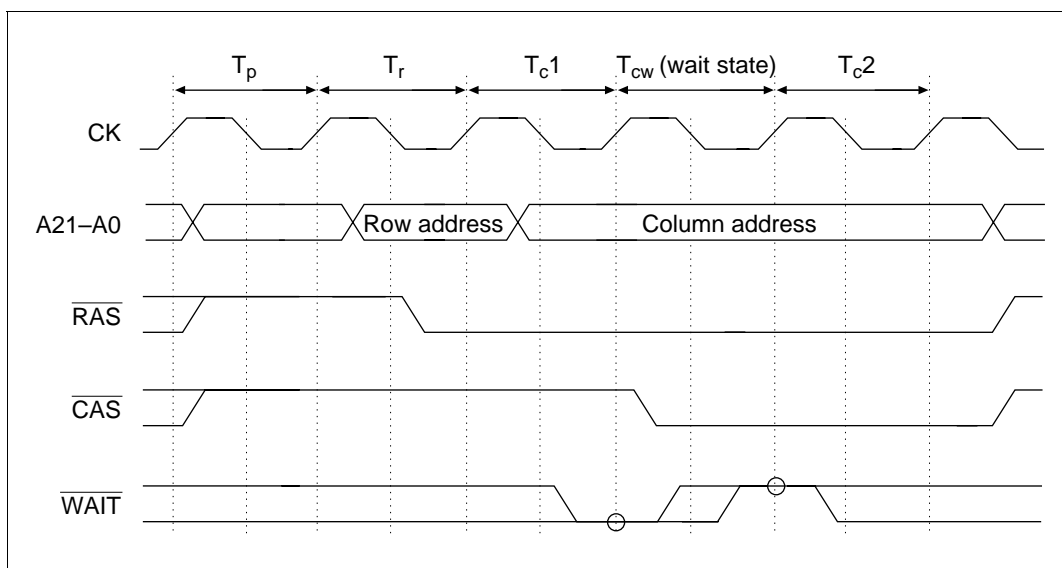 Tp Tr Tc1 Tcw (wait state) Tc2
CK
A21–A0 Row address Column address
RAS
CAS
WAIT